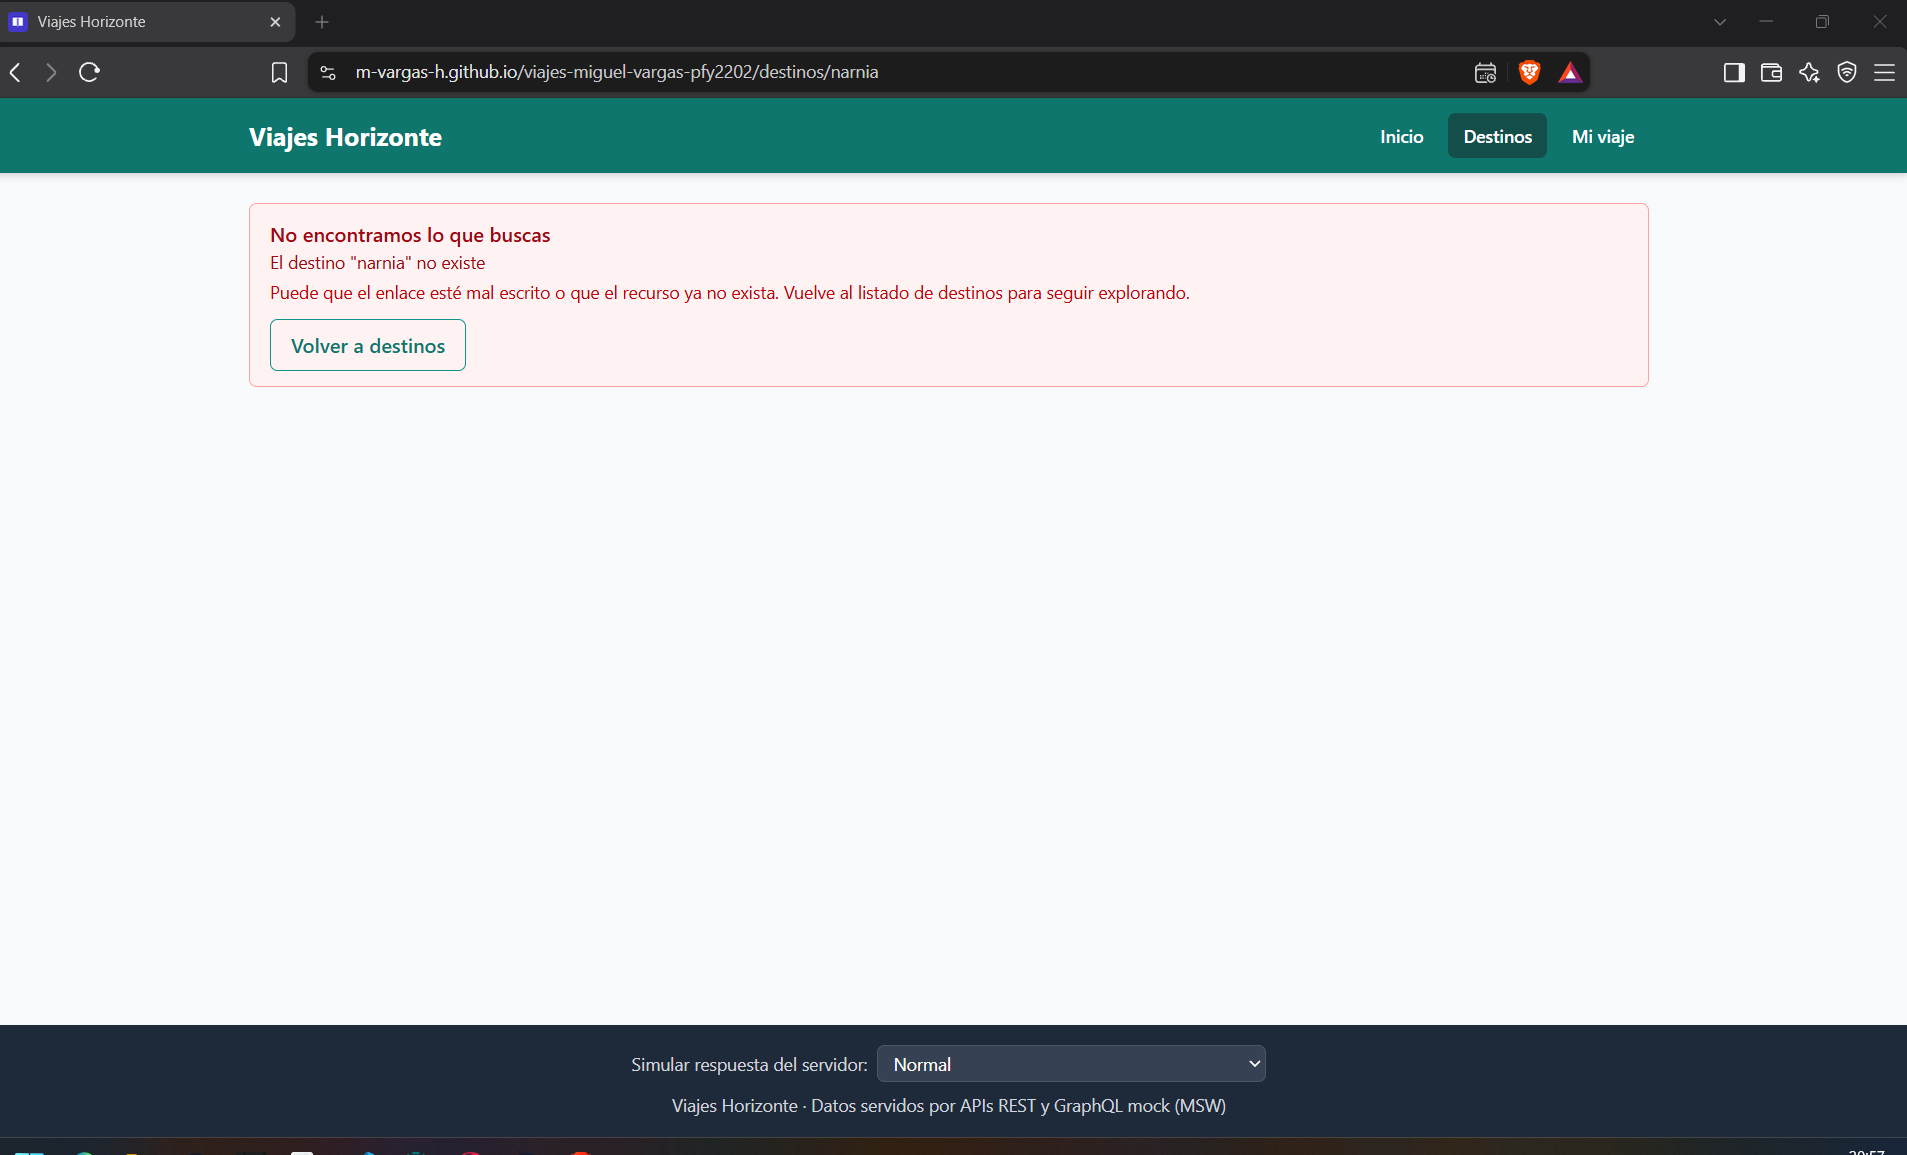 Viajes Horizonte
m-vargas-h.github.io/viajes-miguel-vargas-pfy2202/destinos/narnia
Viajes Horizonte
Inicio
Destinos
Mi viaje
No encontramos lo que buscas
El destino "narnia" no existe
Puede que el enlace esté mal escrito o que el recurso ya no exista. Vuelve al listado de destinos para seguir explorando.
Volver a destinos
Simular respuesta del servidor: Normal
Viajes Horizonte · Datos servidos por APIs REST y GraphQL mock (MSW)